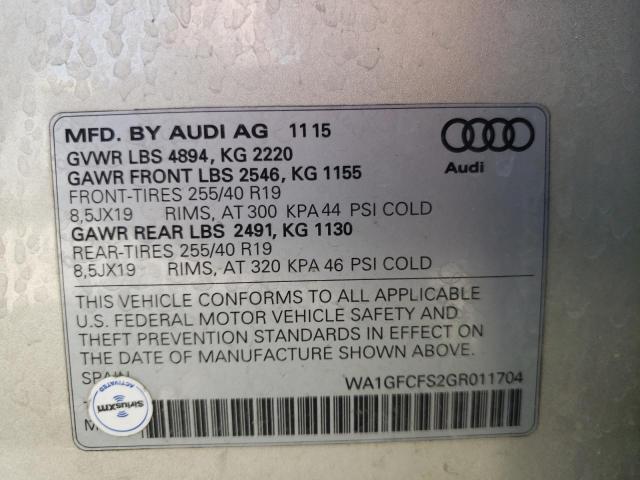 MFD. BY AUDI AG 1115
Audi
GVWR LBS 4894, KG 2220
GAWR FRONT LBS 2546, KG 1155
FRONT-TIRES 255/40 R19
8,5JX19 RIMS, AT 300 KPA 44 PSI COLD
GAWR REAR LBS 2491, KG 1130
REAR-TIRES 255/40 R19
8,5JX19 RIMS, AT 320 KPA 46 PSI COLD
THIS VEHICLE CONFORMS TO ALL APPLICABLE
U.S. FEDERAL MOTOR VEHICLE SAFETY AND
THEFT PREVENTION STANDARDS IN EFFECT ON
THE DATE OF MANUFACTURE SHOWN ABOVE
SPAIN WA1GFCFS2GR011704
ACTIVATED
SiriusXM